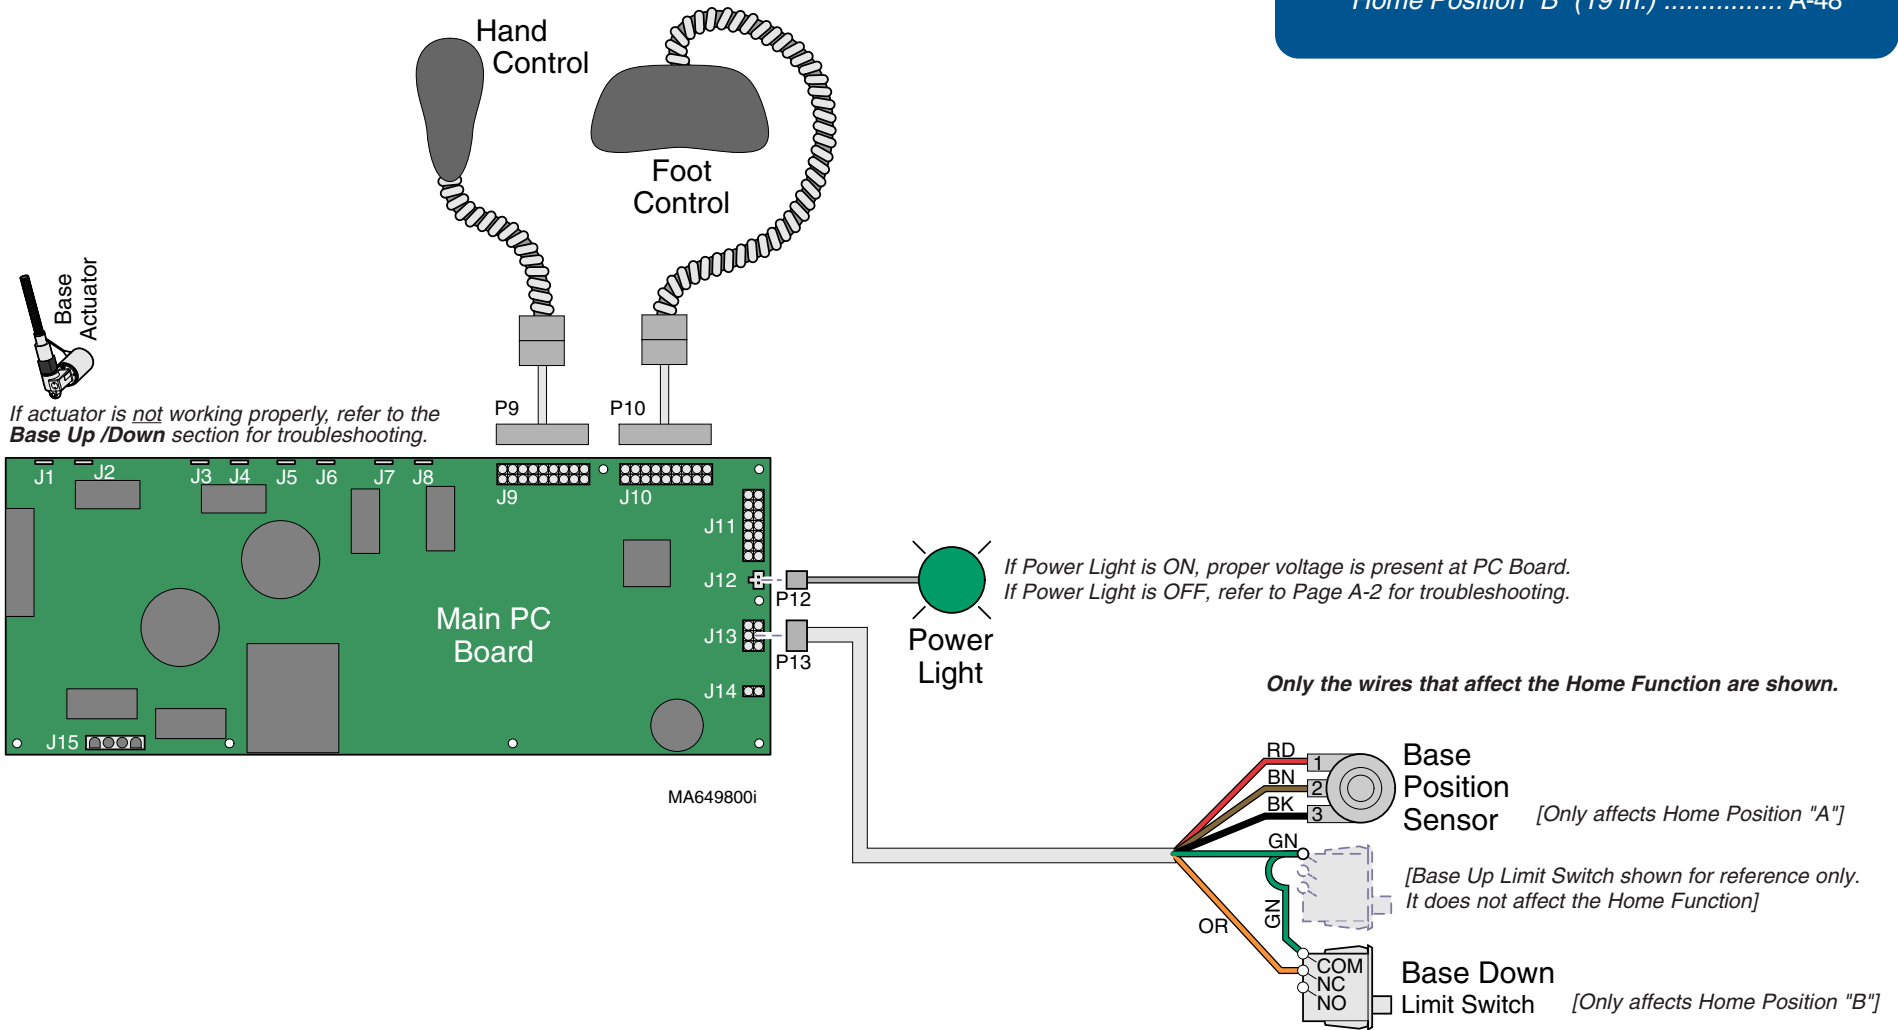 Home Position "B" (19 in.) ................ A-48
Hand
Control
Foot
Control
Base
Actuator
If actuator is not working properly, refer to the
Base Up /Down section for troubleshooting.
P9
P10
J1
J2
J3
J4
J5
J6
J7
J8
J9
J10
J11
J12
P12
If Power Light is ON, proper voltage is present at PC Board.
If Power Light is OFF, refer to Page A-2 for troubleshooting.
Main PC
Board
J13
P13
Power
Light
J14
J15
MA649800i
Only the wires that affect the Home Function are shown.
RD
1
BN
2
BK
3
Base
Position
Sensor
[Only affects Home Position "A"]
GN
[Base Up Limit Switch shown for reference only.
It does not affect the Home Function]
GN
OR
COM
NC
NO
Base Down
Limit Switch
[Only affects Home Position "B"]